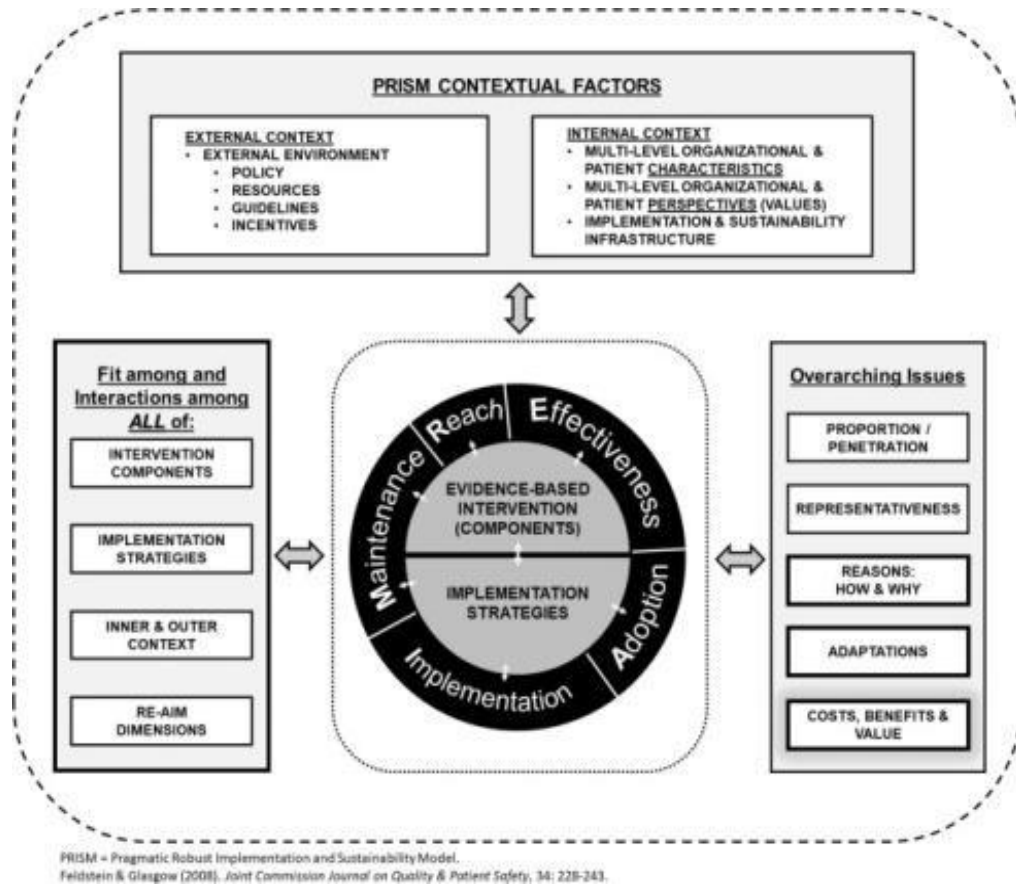 PRISM CONTEXTUAL FACTORS
EXTERNAL CONTEXT
• EXTERNAL ENVIRONMENT
• POLICY
• RESOURCES
• GUIDELINES
• INCENTIVES
INTERNAL CONTEXT
• MULTI-LEVEL ORGANIZATIONAL &
PATIENT CHARACTERISTICS
• MULTI-LEVEL ORGANIZATIONAL &
PATIENT PERSPECTIVES (VALUES)
• IMPLEMENTATION & SUSTAINABILITY
INFRASTRUCTURE
Fit among and
Interactions among
ALL of:
INTERVENTION
COMPONENTS
IMPLEMENTATION
STRATEGIES
INNER & OUTER
CONTEXT
RE-AIM
DIMENSIONS
Reach
Effectiveness
Adoption
Implementation
Maintenance
EVIDENCE-BASED
INTERVENTION
(COMPONENTS)
IMPLEMENTATION
STRATEGIES
Overarching Issues
PROPORTION /
PENETRATION
REPRESENTATIVENESS
REASONS:
HOW & WHY
ADAPTATIONS
COSTS, BENEFITS &
VALUE
PRISM = Pragmatic Robust Implementation and Sustainability Model.
Feldstein & Glasgow (2008). Joint Commission Journal on Quality & Patient Safety, 34: 228-243.